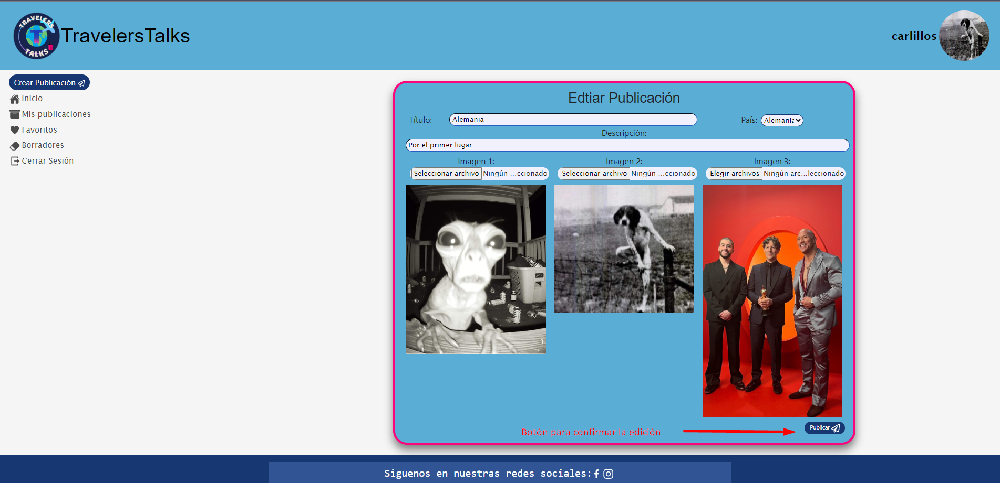 TRAVELERS
TALKS
TravelersTalks
carlillos
Crear Publicación
Inicio
Mis publicaciones
Favoritos
Borradores
Cerrar Sesión
Edtiar Publicación
Título: Alemania País: Alemania
Descripción:
Por el primer lugar
Imagen 1: Imagen 2: Imagen 3:
Seleccionar archivo Ningún ...ccionado Seleccionar archivo Ningún ...ccionado Elegir archivos Ningún arc...leccionado
Botón para confirmar la edición Publicar
Siguenos en nuestras redes sociales: